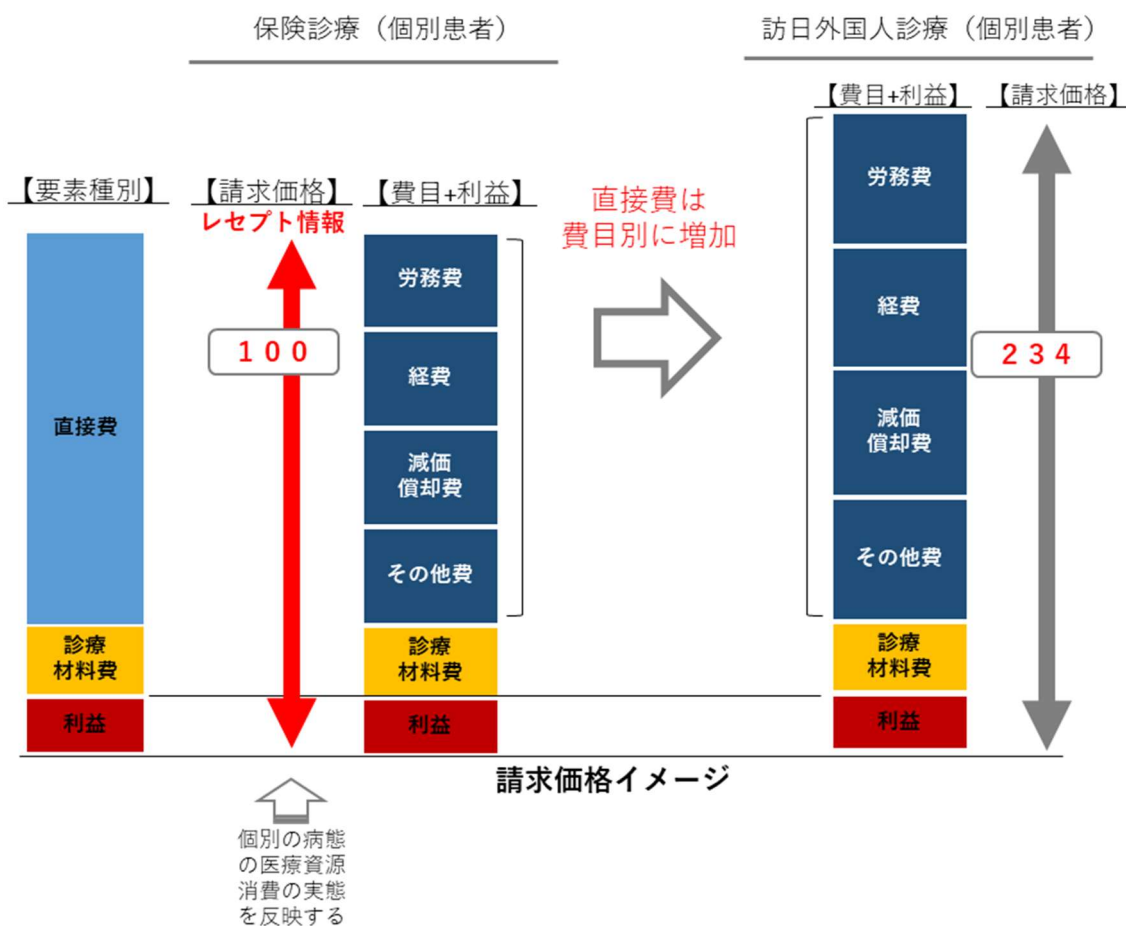 保険診療（個別患者）
訪日外国人診療（個別患者）
【費目+利益】
【請求価格】
【要素種別】
【請求価格】
【費目+利益】
レセプト情報
直接費は
費目別に増加
労務費
経費
減価
償却費
その他費
診療
材料費
利益
234
直接費
診療
材料費
利益
100
労務費
経費
減価
償却費
その他費
診療
材料費
利益
請求価格イメージ
個別の病態
の医療資源
消費の実態
を反映する